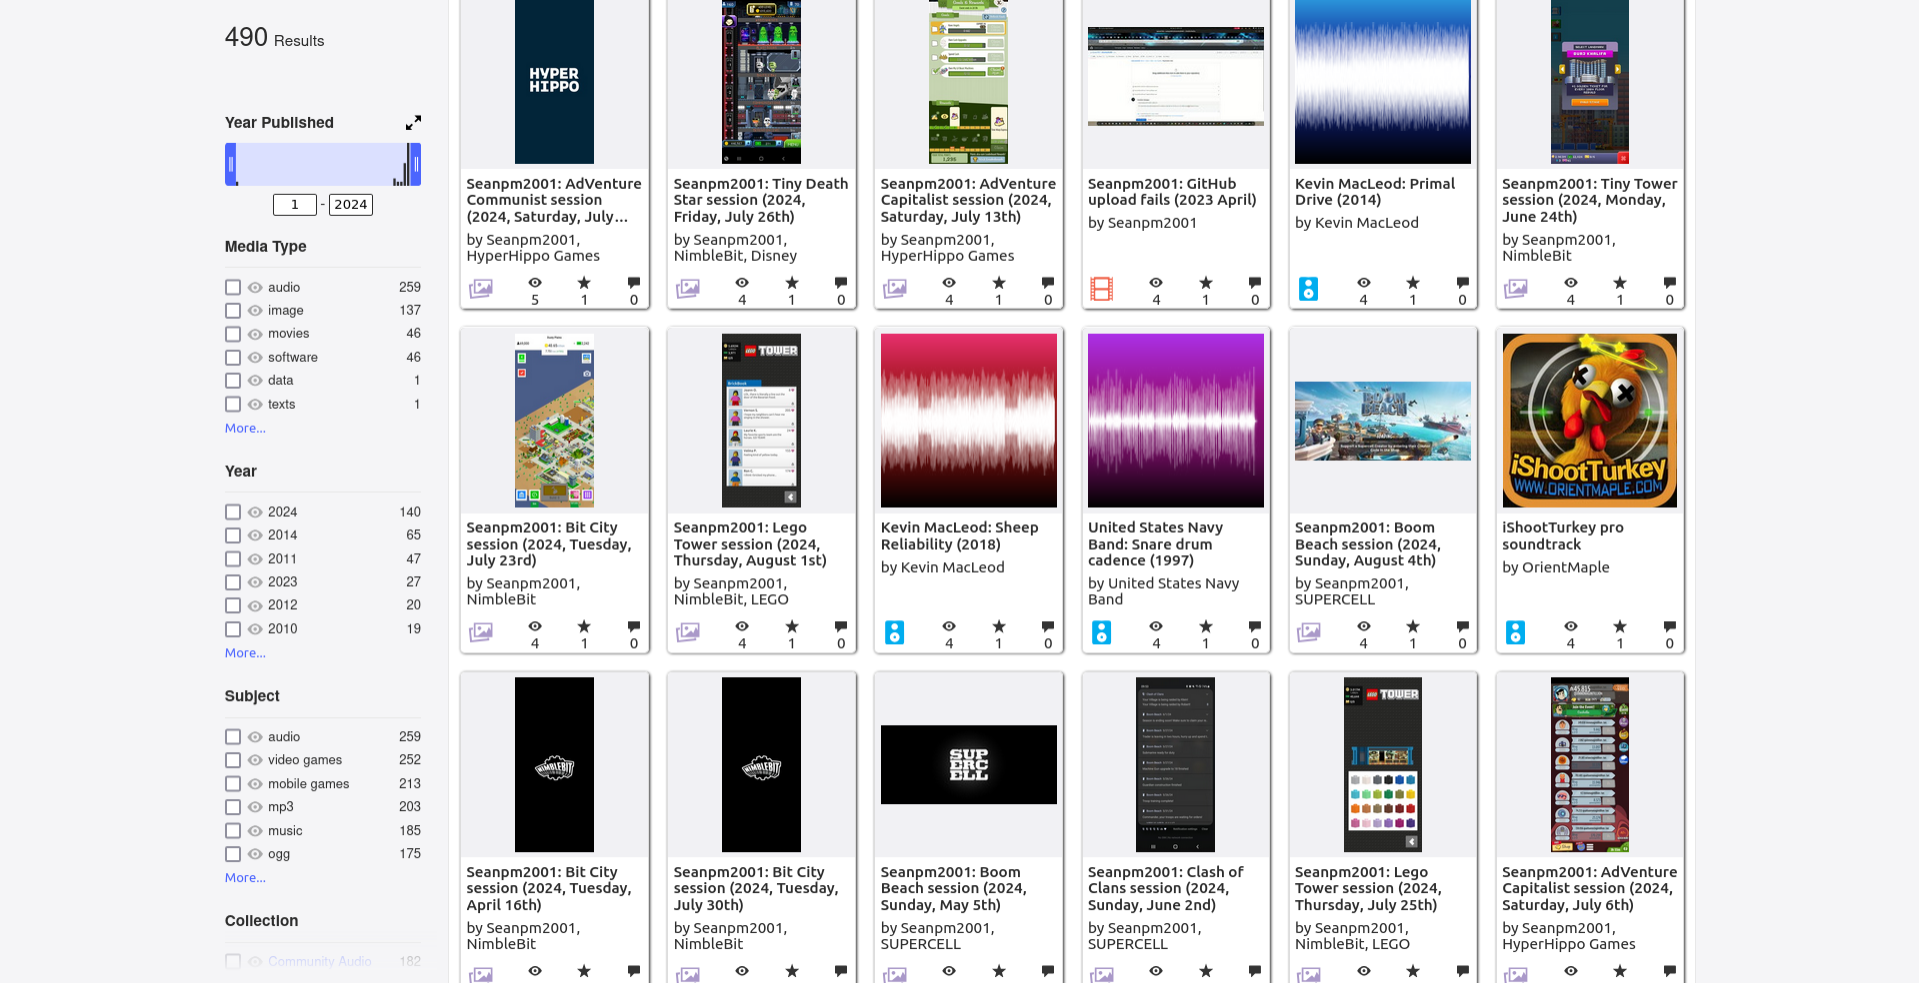 490 Results
Year Published
1 - 2024
Media Type
audio 259
image 137
movies 46
software 46
data 1
texts 1
More...
Year
2024 140
2014 65
2011 47
2023 27
2012 20
2010 19
More...
Subject
audio 259
video games 252
mobile games 213
mp3 203
music 185
ogg 175
More...
Collection
Community Audio 182
HYPER
HIPPO
Seanpm2001: AdVenture
Communist session
(2024, Saturday, July...
by Seanpm2001,
HyperHippo Games
5 1 0
Seanpm2001: Tiny Death
Star session (2024,
Friday, July 26th)
by Seanpm2001,
NimbleBit, Disney
4 1 0
Seanpm2001: AdVenture
Capitalist session (2024,
Saturday, July 13th)
by Seanpm2001,
HyperHippo Games
4 1 0
Seanpm2001: GitHub
upload fails (2023 April)
by Seanpm2001
4 1 0
Kevin MacLeod: Primal
Drive (2014)
by Kevin MacLeod
4 1 0
Seanpm2001: Tiny Tower
session (2024, Monday,
June 24th)
by Seanpm2001,
NimbleBit
4 1 0
Seanpm2001: Bit City
session (2024, Tuesday,
July 23rd)
by Seanpm2001,
NimbleBit
4 1 0
LEGO TOWER
Seanpm2001: Lego
Tower session (2024,
Thursday, August 1st)
by Seanpm2001,
NimbleBit, LEGO
4 1 0
Kevin MacLeod: Sheep
Reliability (2018)
by Kevin MacLeod
4 1 0
United States Navy
Band: Snare drum
cadence (1997)
by United States Navy
Band
4 1 0
BOOM
BEACH
Seanpm2001: Boom
Beach session (2024,
Sunday, August 4th)
by Seanpm2001,
SUPERCELL
4 1 0
iShootTurkey
WWW.ORIENTMAPLE.COM
iShootTurkey pro
soundtrack
by OrientMaple
4 1 0
NIMBLEBIT
Seanpm2001: Bit City
session (2024, Tuesday,
April 16th)
by Seanpm2001,
NimbleBit
NIMBLEBIT
Seanpm2001: Bit City
session (2024, Tuesday,
July 30th)
by Seanpm2001,
NimbleBit
SUP
ERC
ELL
Seanpm2001: Boom
Beach session (2024,
Sunday, May 5th)
by Seanpm2001,
SUPERCELL
Seanpm2001: Clash of
Clans session (2024,
Sunday, June 2nd)
by Seanpm2001,
SUPERCELL
LEGO TOWER
Seanpm2001: Lego
Tower session (2024,
Thursday, July 25th)
by Seanpm2001,
NimbleBit, LEGO
Seanpm2001: AdVenture
Capitalist session (2024,
Saturday, July 6th)
by Seanpm2001,
HyperHippo Games